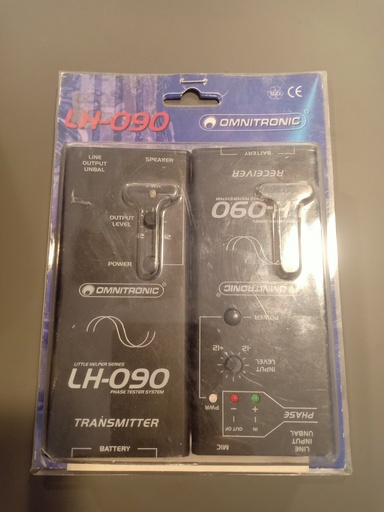 LH-090
OMNITRONIC®
CE
LINE
OUTPUT
UNBAL
SPEAKER
OUTPUT
LEVEL
POWER
OMNITRONIC®
LITTLE HELPER SERIES
LH-090
PHASE TESTER SYSTEM
TRANSMITTER
BATTERY
LINE
INPUT
UNBAL
MIC
PHASE
IN
OUT OF
+
−
PWR
INPUT
LEVEL
-12
+12
POWER
OMNITRONIC®
LH-090
RECEIVER
BATTERY